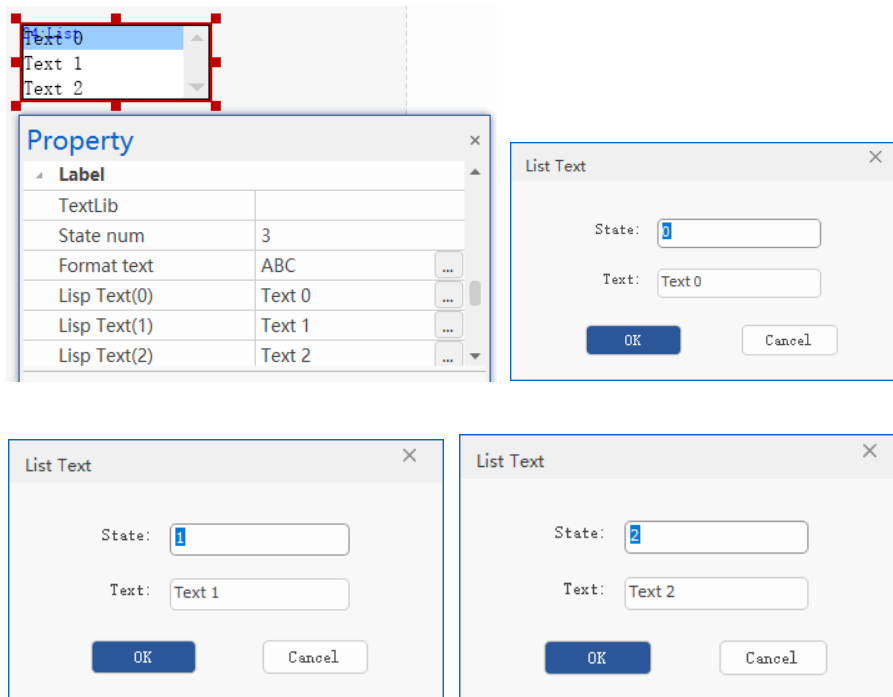 04:List
Text 0
Text 1
Text 2
Property
Label
TextLib
State num 3
Format text ABC ...
Lisp Text(0) Text 0 ...
Lisp Text(1) Text 1 ...
Lisp Text(2) Text 2 ...
List Text
State: 0
Text: Text 0
OK Cancel
List Text
State: 1
Text: Text 1
OK Cancel
List Text
State: 2
Text: Text 2
OK Cancel